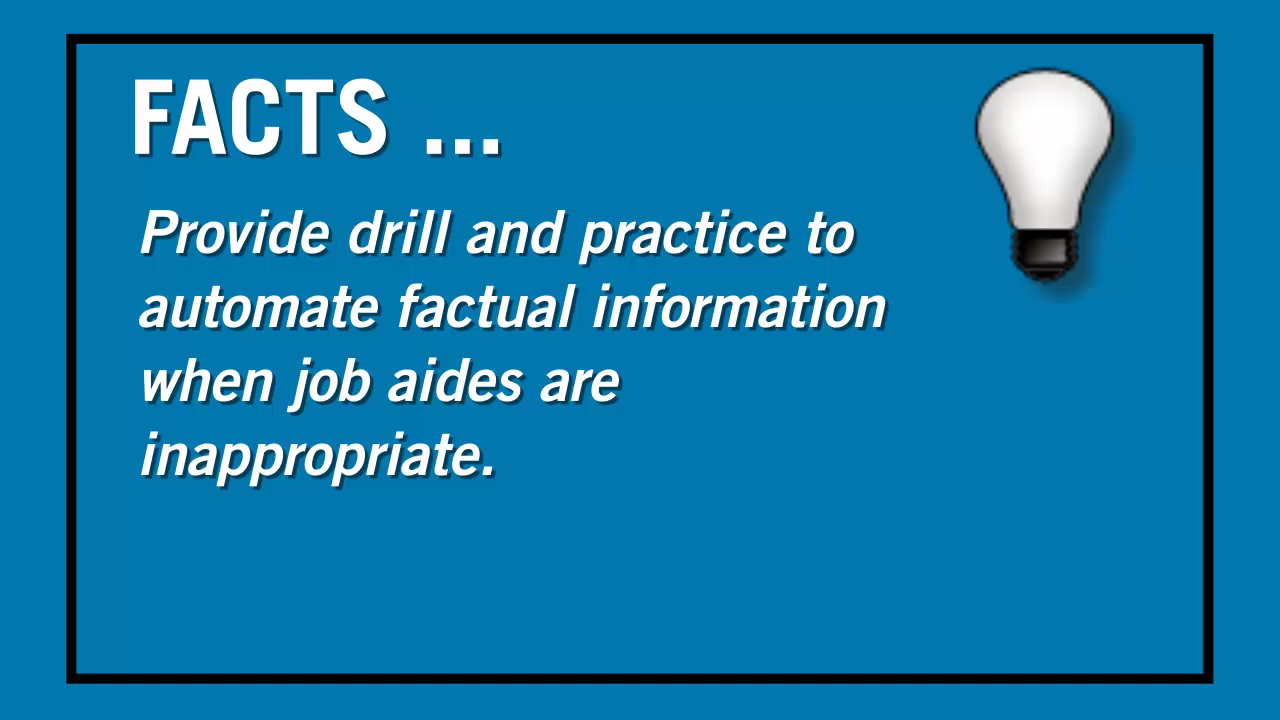 FACTS ...
Provide drill and practice to
automate factual information
when job aides are
inappropriate.